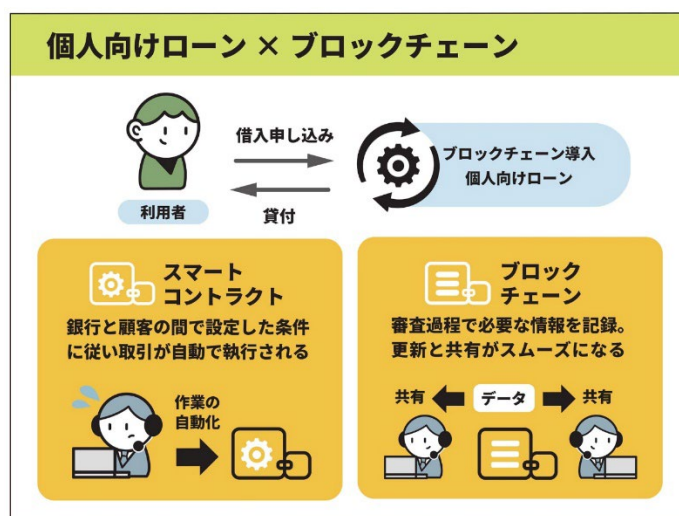 個人向けローン × ブロックチェーン
借入申し込み
ブロックチェーン導入
個人向けローン
利用者
貸付
スマート
コントラクト
銀行と顧客の間で設定した条件
に従い取引が自動で執行される
作業の
自動化
ブロック
チェーン
審査過程で必要な情報を記録。
更新と共有がスムーズになる
共有
データ
共有